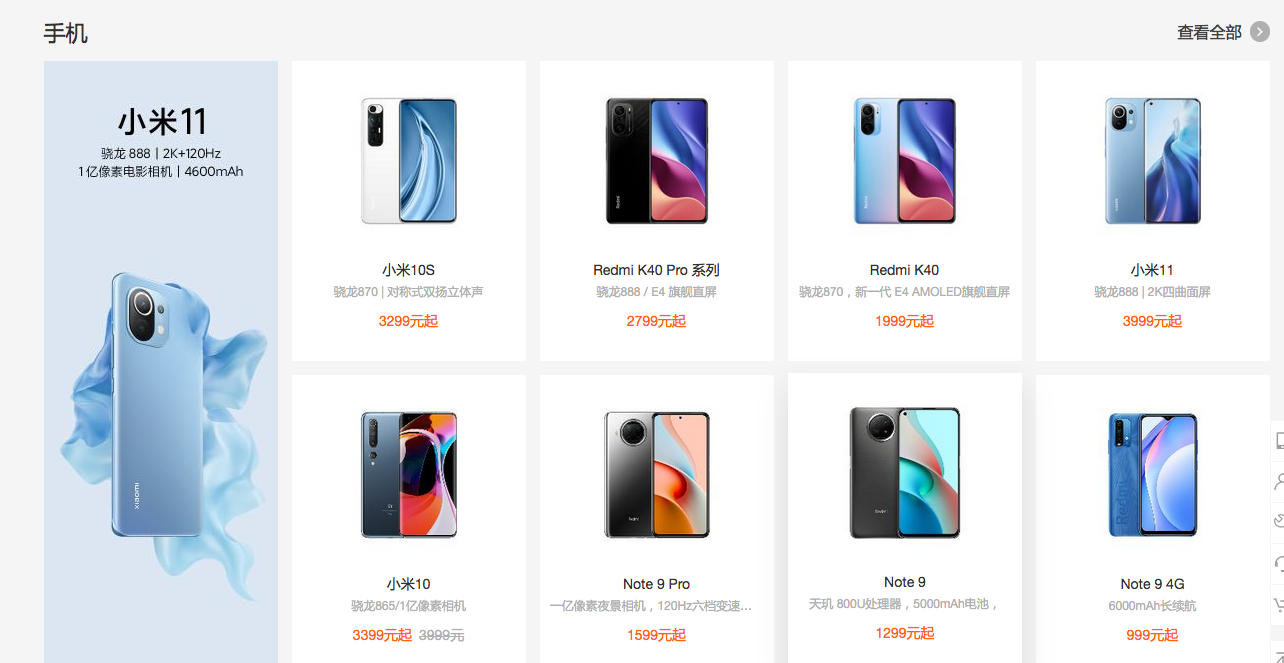 手机
查看全部
小米11
骁龙 888 | 2K+120Hz
1亿像素电影相机 | 4600mAh
xiaomi
小米10S
骁龙870 | 对称式双扬立体声
3299元起
Redmi
Redmi K40 Pro 系列
骁龙888 / E4 旗舰直屏
2799元起
Redmi K40
骁龙870，新一代 E4 AMOLED旗舰直屏
1999元起
小米11
骁龙888 | 2K四曲面屏
3999元起
小米10
骁龙865/1亿像素相机
3399元起 3999元
Redmi
Note 9 Pro
一亿像素夜景相机，120Hz六档变速...
1599元起
Redmi
Note 9
天玑 800U处理器，5000mAh电池，
1299元起
Redmi
Note 9 4G
6000mAh长续航
999元起